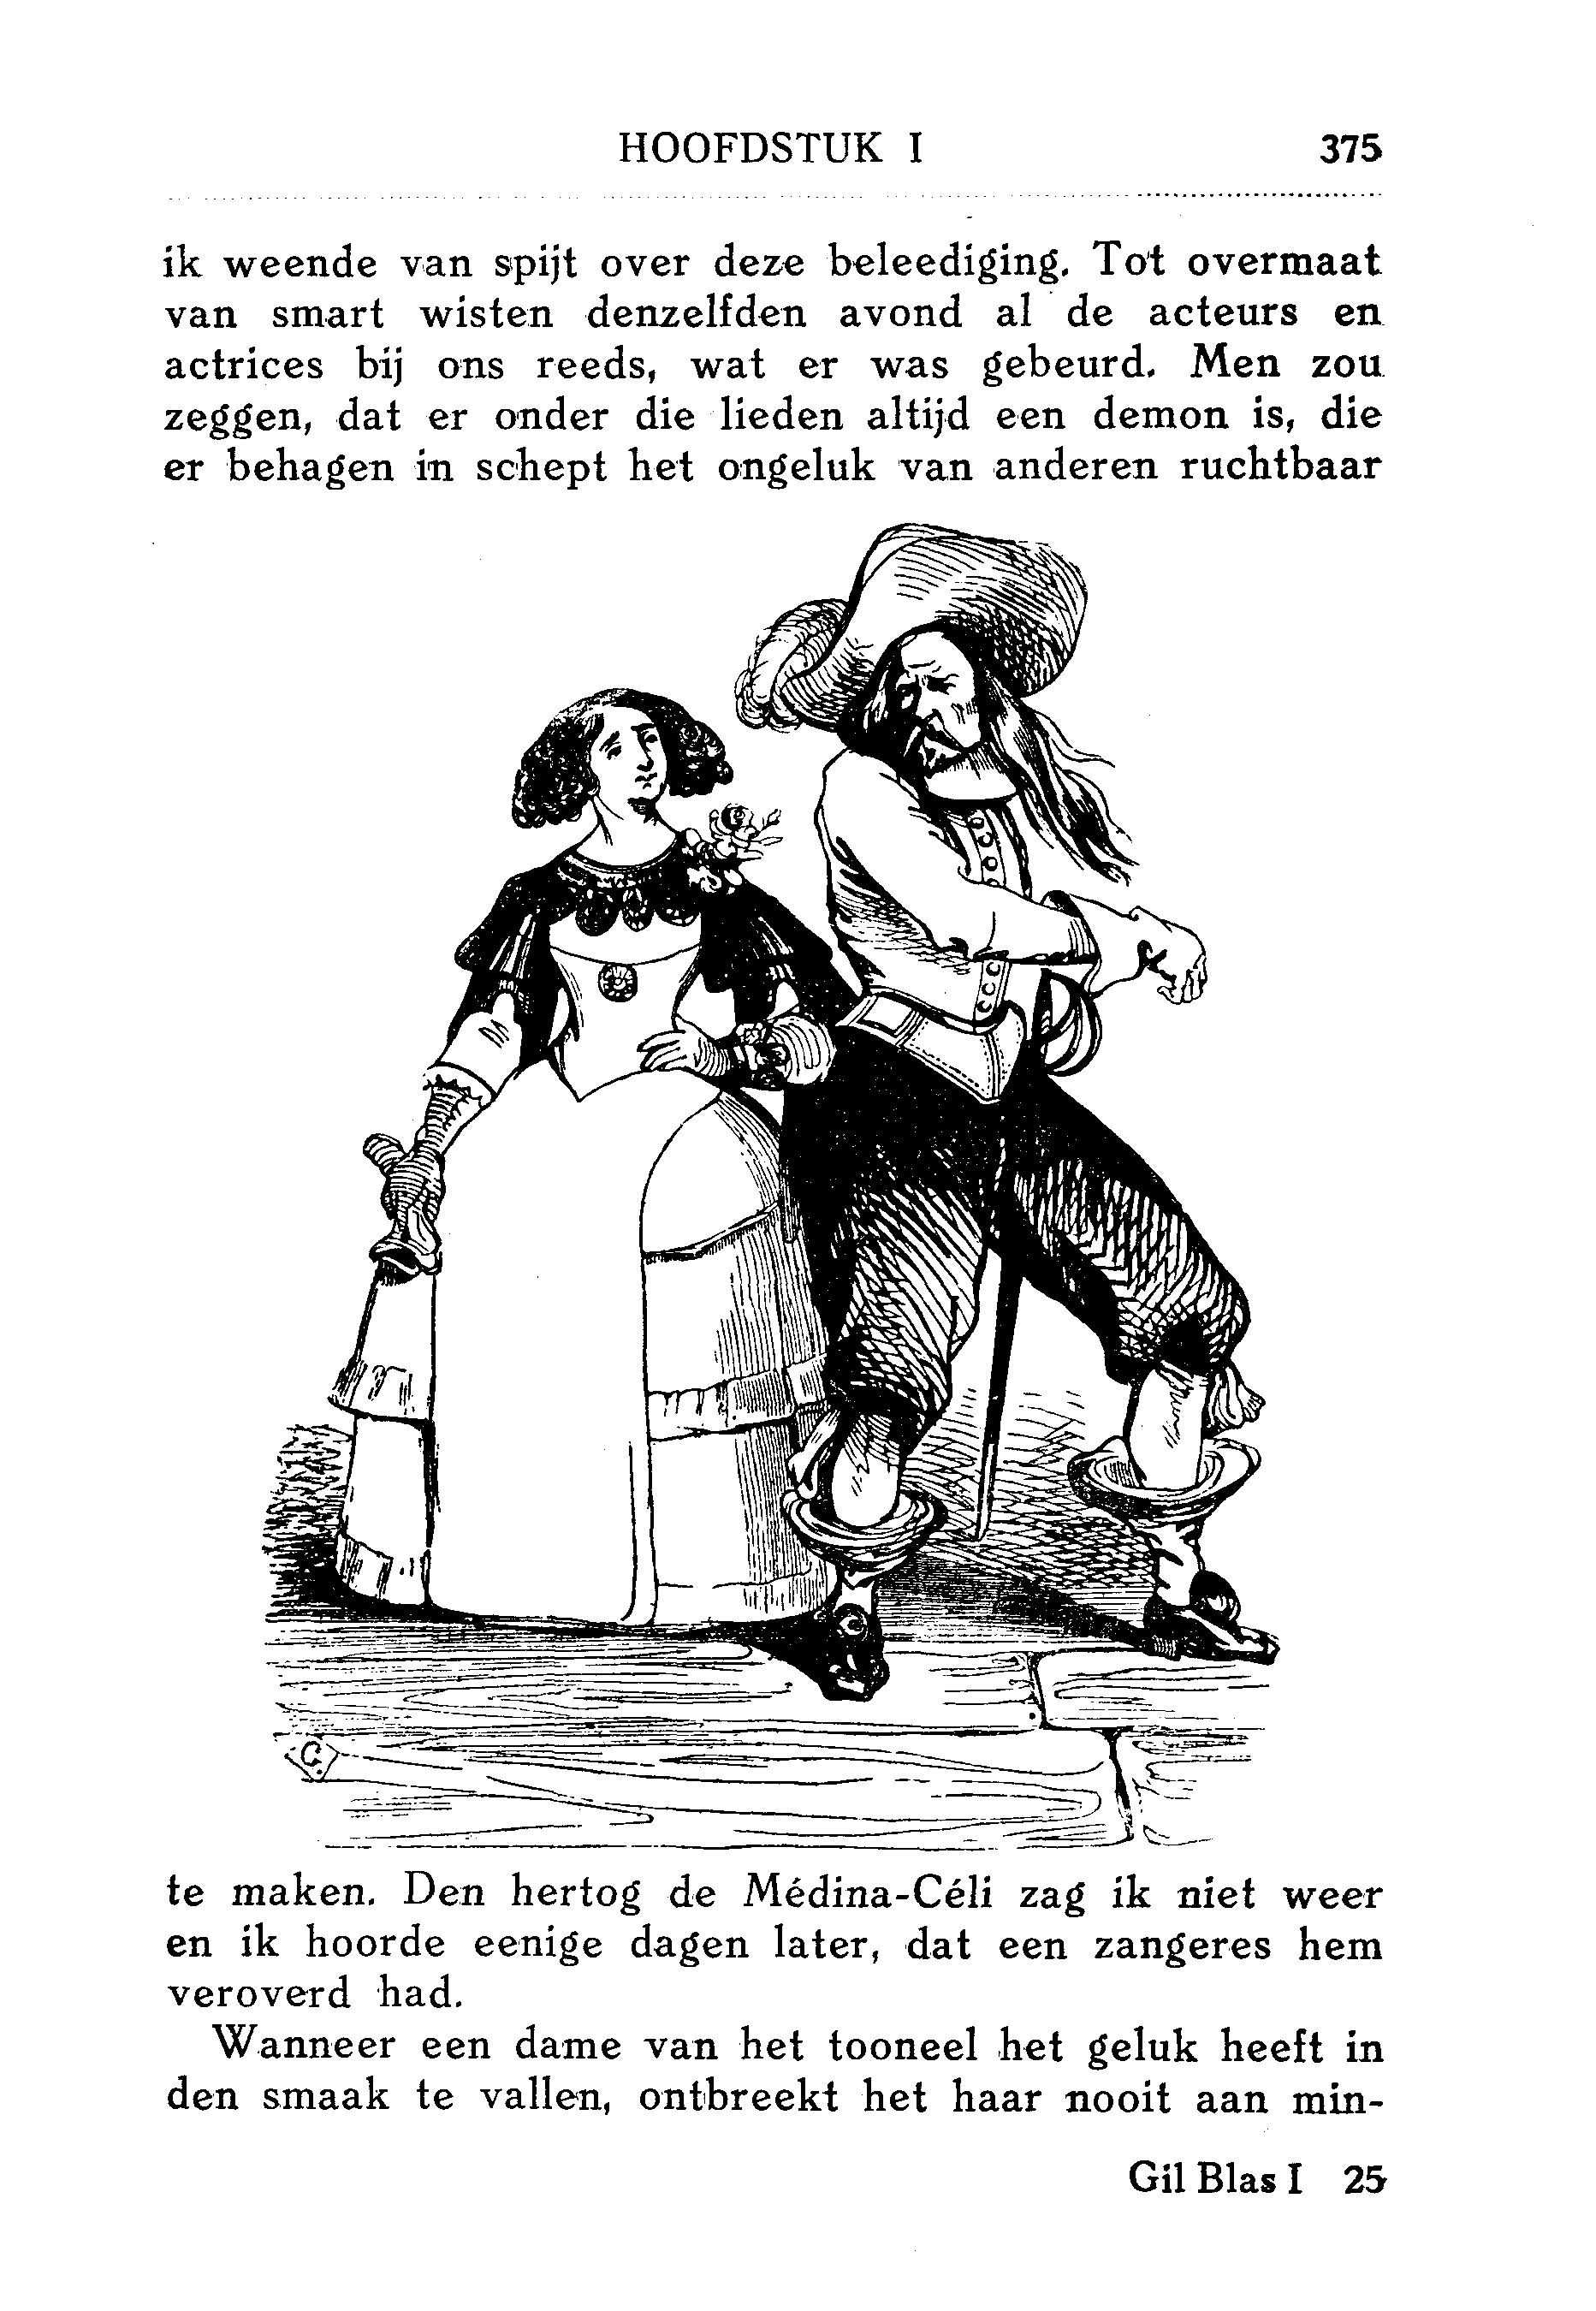 HOOFDSTUK I 375
ik weende van spijt over deze beleediging. Tot overmaat
van smart wisten denzelfden avond al de acteurs en
actrices bij ons reeds, wat er was gebeurd. Men zou
zeggen, dat er onder die lieden altijd een demon is, die
er behagen in schept het ongeluk van anderen ruchtbaar
G
te maken. Den hertog de Médina-Céli zag ik niet weer
en ik hoorde eenige dagen later, dat een zangeres hem
veroverd had.
Wanneer een dame van het tooneel het geluk heeft in
den smaak te vallen, ontbreekt het haar nooit aan min-
Gil Blas I 25